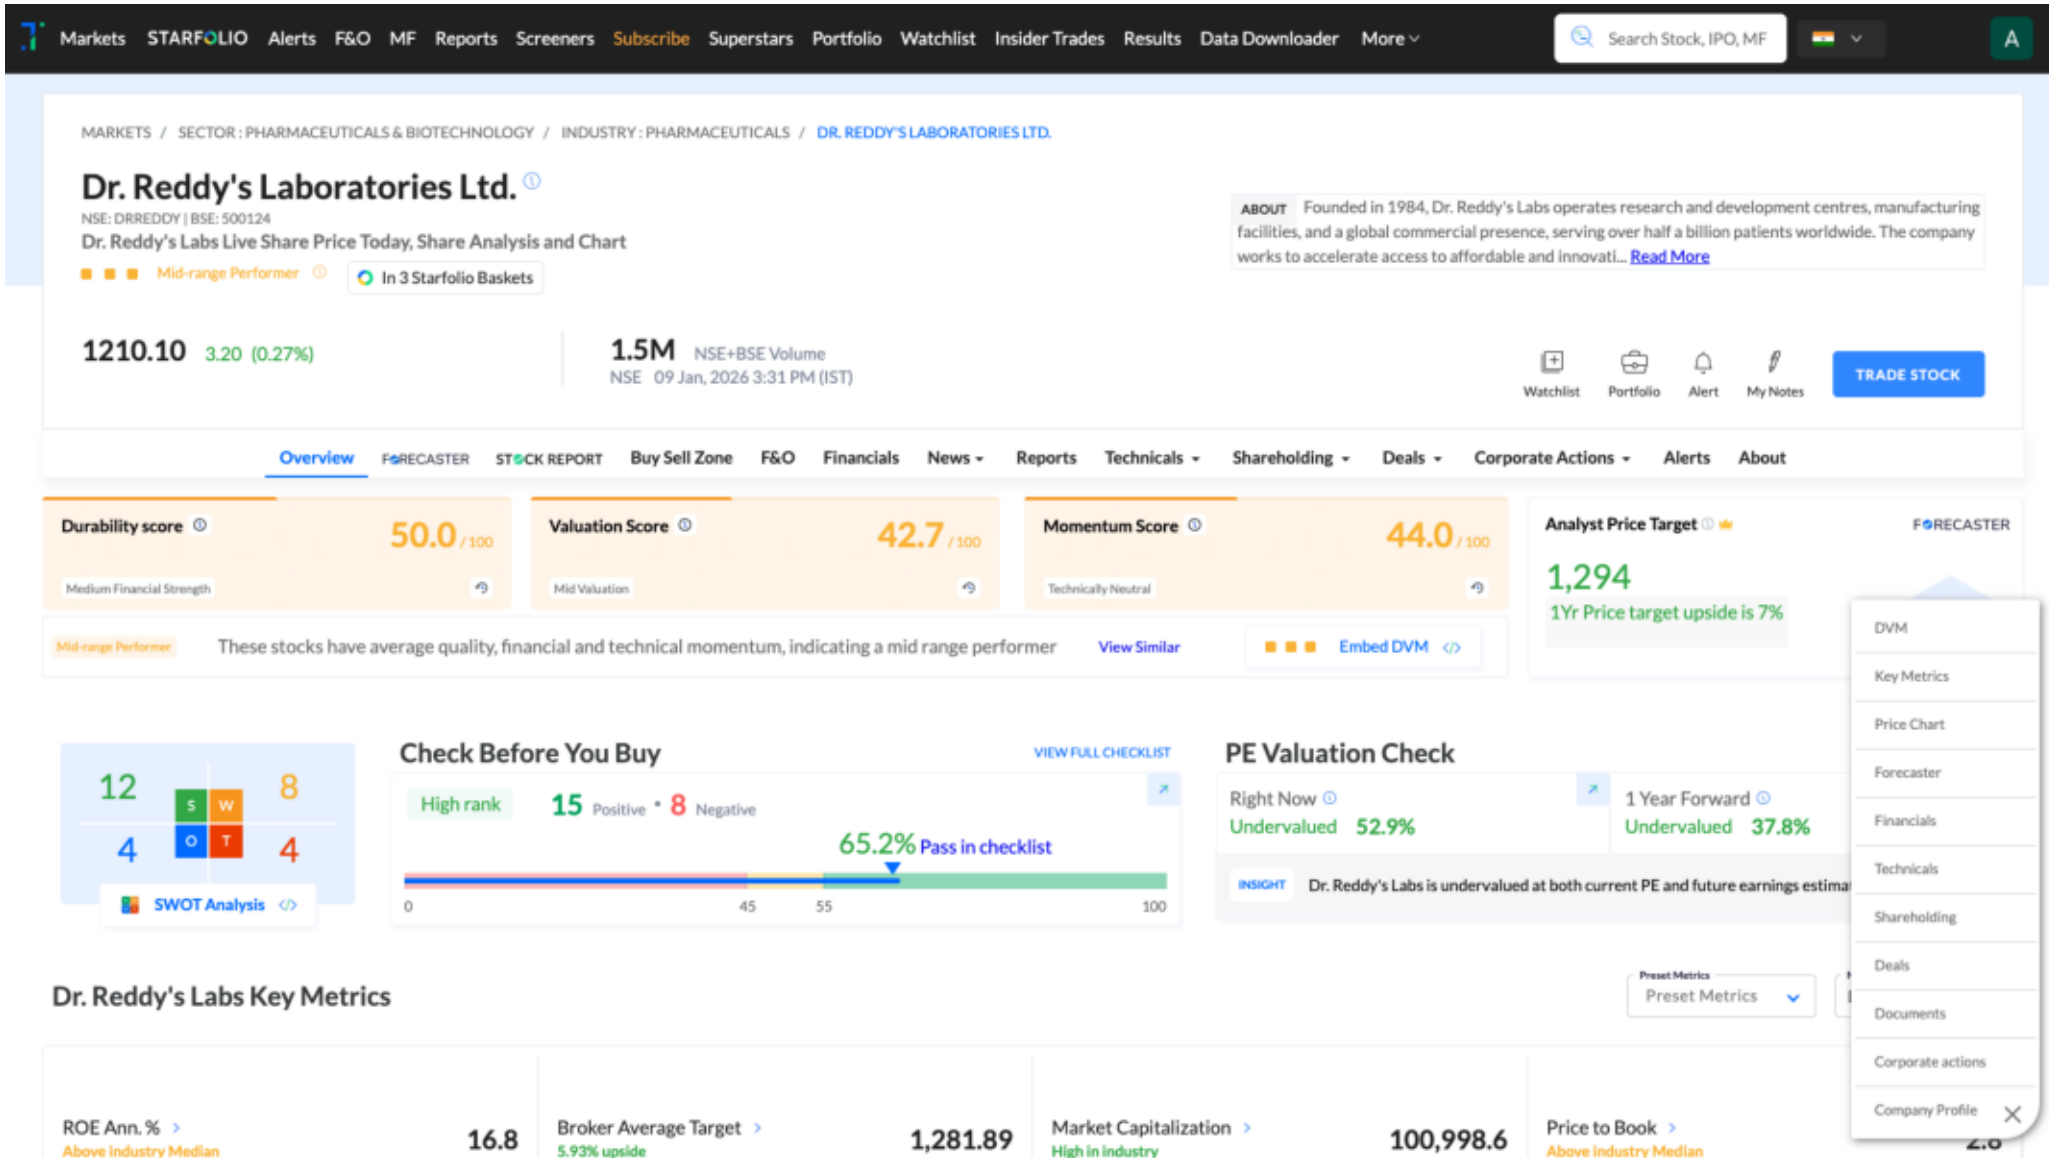 Markets STARFOLIO Alerts F&O MF Reports Screeners Subscribe Superstars Portfolio Watchlist Insider Trades Results Data Downloader More Search Stock, IPO, MF A
MARKETS / SECTOR : PHARMACEUTICALS & BIOTECHNOLOGY / INDUSTRY : PHARMACEUTICALS / DR. REDDY'S LABORATORIES LTD.
Dr. Reddy's Laboratories Ltd.
NSE: DRREDDY | BSE: 500124
Dr. Reddy's Labs Live Share Price Today, Share Analysis and Chart
Mid-range Performer In 3 Starfolio Baskets
ABOUT Founded in 1984, Dr. Reddy's Labs operates research and development centres, manufacturing
facilities, and a global commercial presence, serving over half a billion patients worldwide. The company
works to accelerate access to affordable and innovati... Read More
1210.10 3.20 (0.27%)
1.5M NSE+BSE Volume
NSE 09 Jan, 2026 3:31 PM (IST)
Watchlist Portfolio Alert My Notes TRADE STOCK
Overview FORECASTER STOCK REPORT Buy Sell Zone F&O Financials News Reports Technicals Shareholding Deals Corporate Actions Alerts About
Durability score 50.0 / 100
Medium Financial Strength
Valuation Score 42.7 / 100
Mid Valuation
Momentum Score 44.0 / 100
Technically Neutral
Analyst Price Target FORECASTER
1,294
1Yr Price target upside is 7%
Mid-range Performer These stocks have average quality, financial and technical momentum, indicating a mid range performer View Similar Embed DVM </>
12 8
S W
O T
4 4
SWOT Analysis </>
Check Before You Buy VIEW FULL CHECKLIST
High rank 15 Positive • 8 Negative
65.2% Pass in checklist
0 45 55 100
PE Valuation Check
Right Now
Undervalued 52.9%
1 Year Forward
Undervalued 37.8%
INSIGHT Dr. Reddy's Labs is undervalued at both current PE and future earnings estima
Dr. Reddy's Labs Key Metrics
Preset Metrics
Preset Metrics
ROE Ann. % 16.8
Above industry Median
Broker Average Target 1,281.89
5.93% upside
Market Capitalization 100,998.6
High in industry
Price to Book
Above industry Median
DVM
Key Metrics
Price Chart
Forecaster
Financials
Technicals
Shareholding
Deals
Documents
Corporate actions
Company Profile